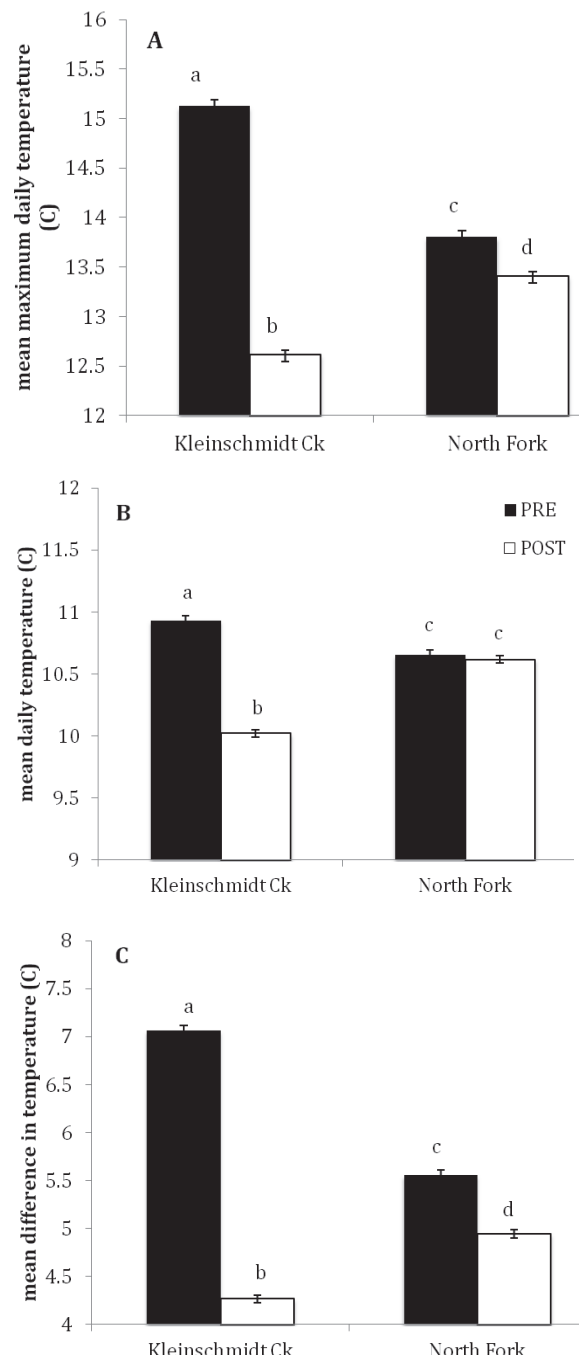 16
A
15.5
a
15
14.5
14
c
13.5
d
13
b
12.5
12
mean maximum daily temperature
(C)
Kleinschmidt Ck
North Fork
12
B
PRE
11.5
POST
a
11
c
c
10.5
b
10
9.5
9
mean daily temperature (C)
Kleinschmidt Ck
North Fork
8
C
7.5
a
7
6.5
6
c
5.5
d
5
b
4.5
4
mean difference in temperature (C)
Kleinschmidt Ck
North Fork